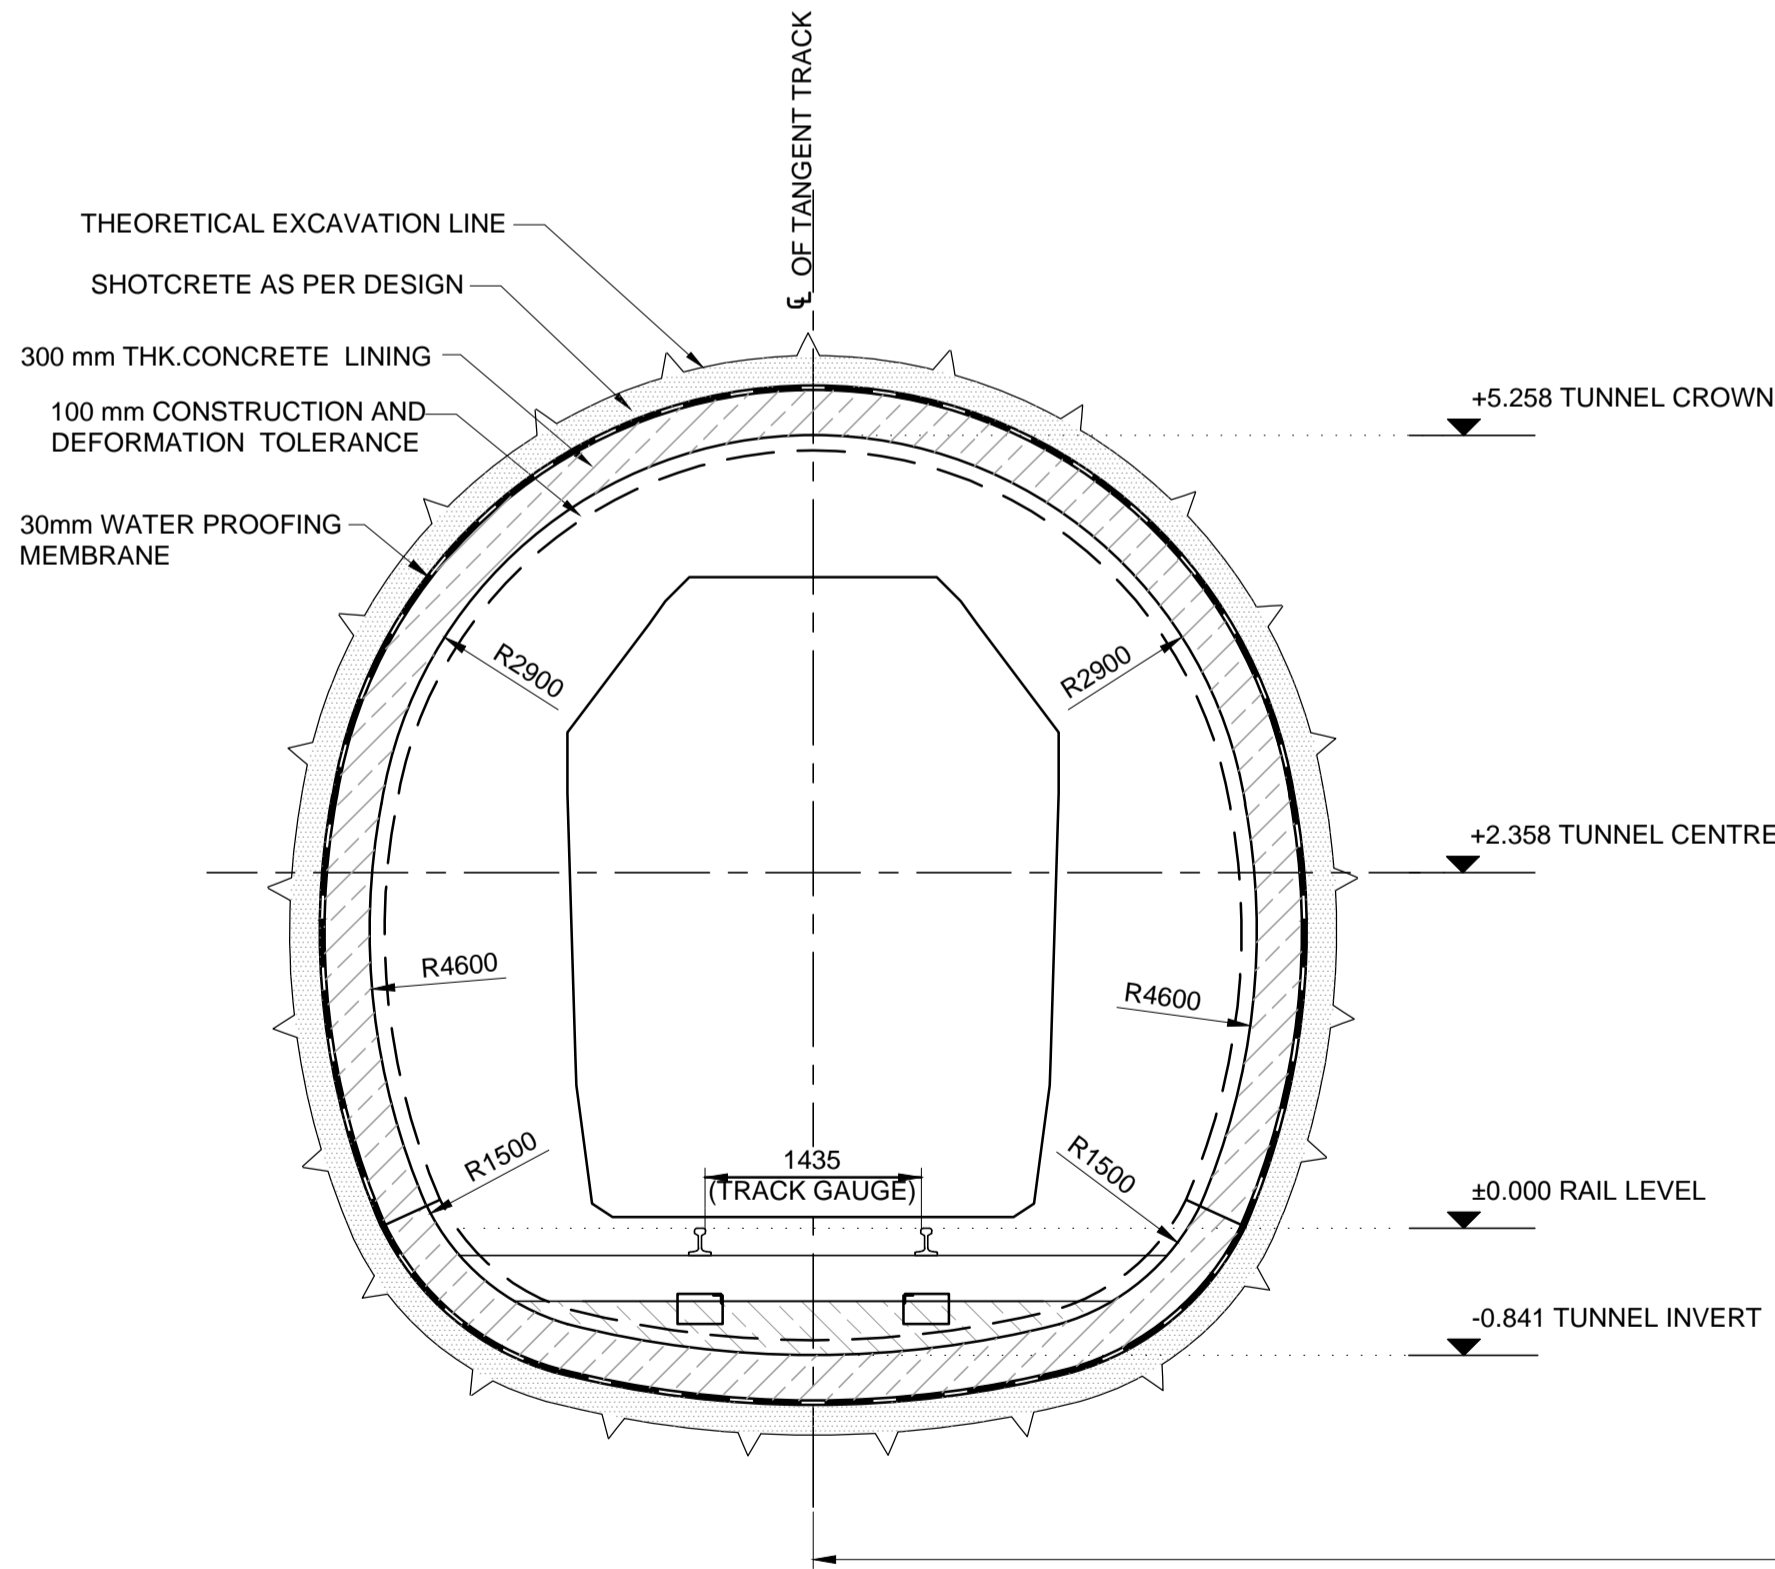 ℄ OF TANGENT TRACK
THEORETICAL EXCAVATION LINE
SHOTCRETE AS PER DESIGN
300 mm THK.CONCRETE LINING
100 mm CONSTRUCTION AND
DEFORMATION TOLERANCE
30mm WATER PROOFING
MEMBRANE
+5.258 TUNNEL CROWN
R2900
R2900
+2.358 TUNNEL CENTRE
R4600
R4600
R1500
R1500
1435
(TRACK GAUGE)
±0.000 RAIL LEVEL
-0.841 TUNNEL INVERT